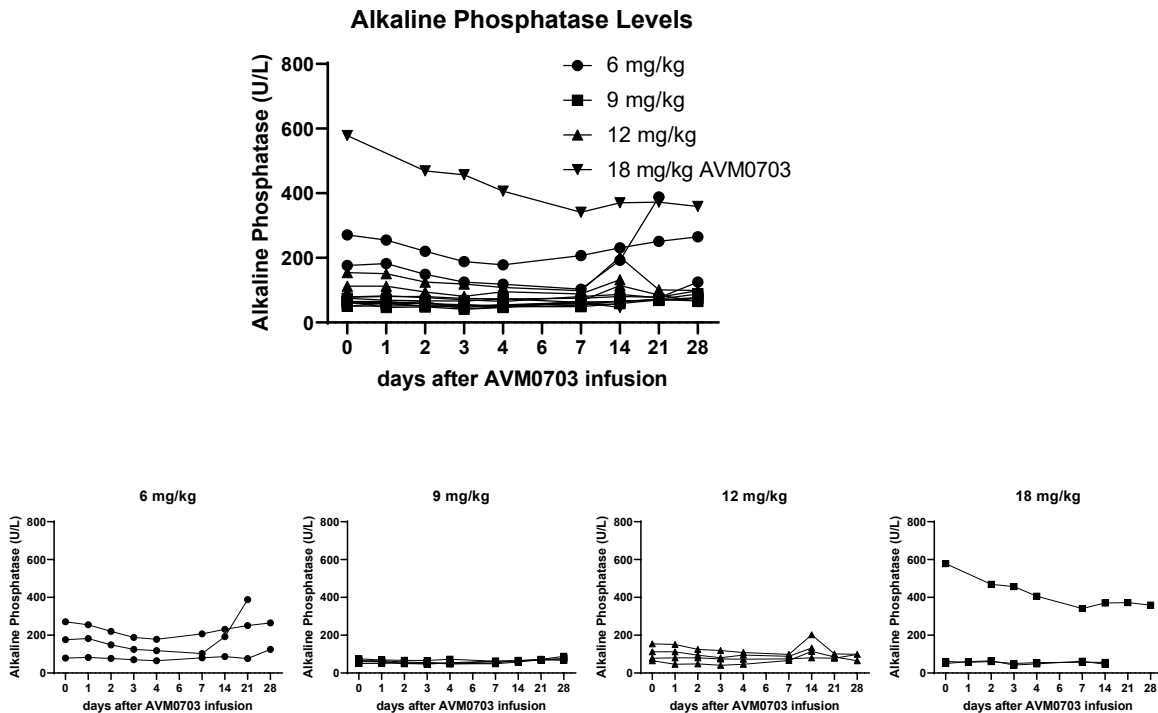 Alkaline Phosphatase Levels
Alkaline Phosphatase (U/L)
800
600
400
200
0
6 mg/kg
9 mg/kg
12 mg/kg
18 mg/kg AVM0703
0 1 2 3 4 6 7 14 21 28
days after AVM0703 infusion
6 mg/kg
Alkaline Phosphatase (U/L)
800
600
400
200
0
0 1 2 3 4 6 7 14 21 28
days after AVM0703 infusion
9 mg/kg
Alkaline Phosphatase (U/L)
800
600
400
200
0
0 1 2 3 4 6 7 14 21 28
days after AVM0703 infusion
12 mg/kg
Alkaline Phosphatase (U/L)
800
600
400
200
0
0 1 2 3 4 6 7 14 21 28
days after AVM0703 infusion
18 mg/kg
Alkaline Phosphatase (U/L)
800
600
400
200
0
0 1 2 3 4 6 7 14 21 28
days after AVM0703 infusion